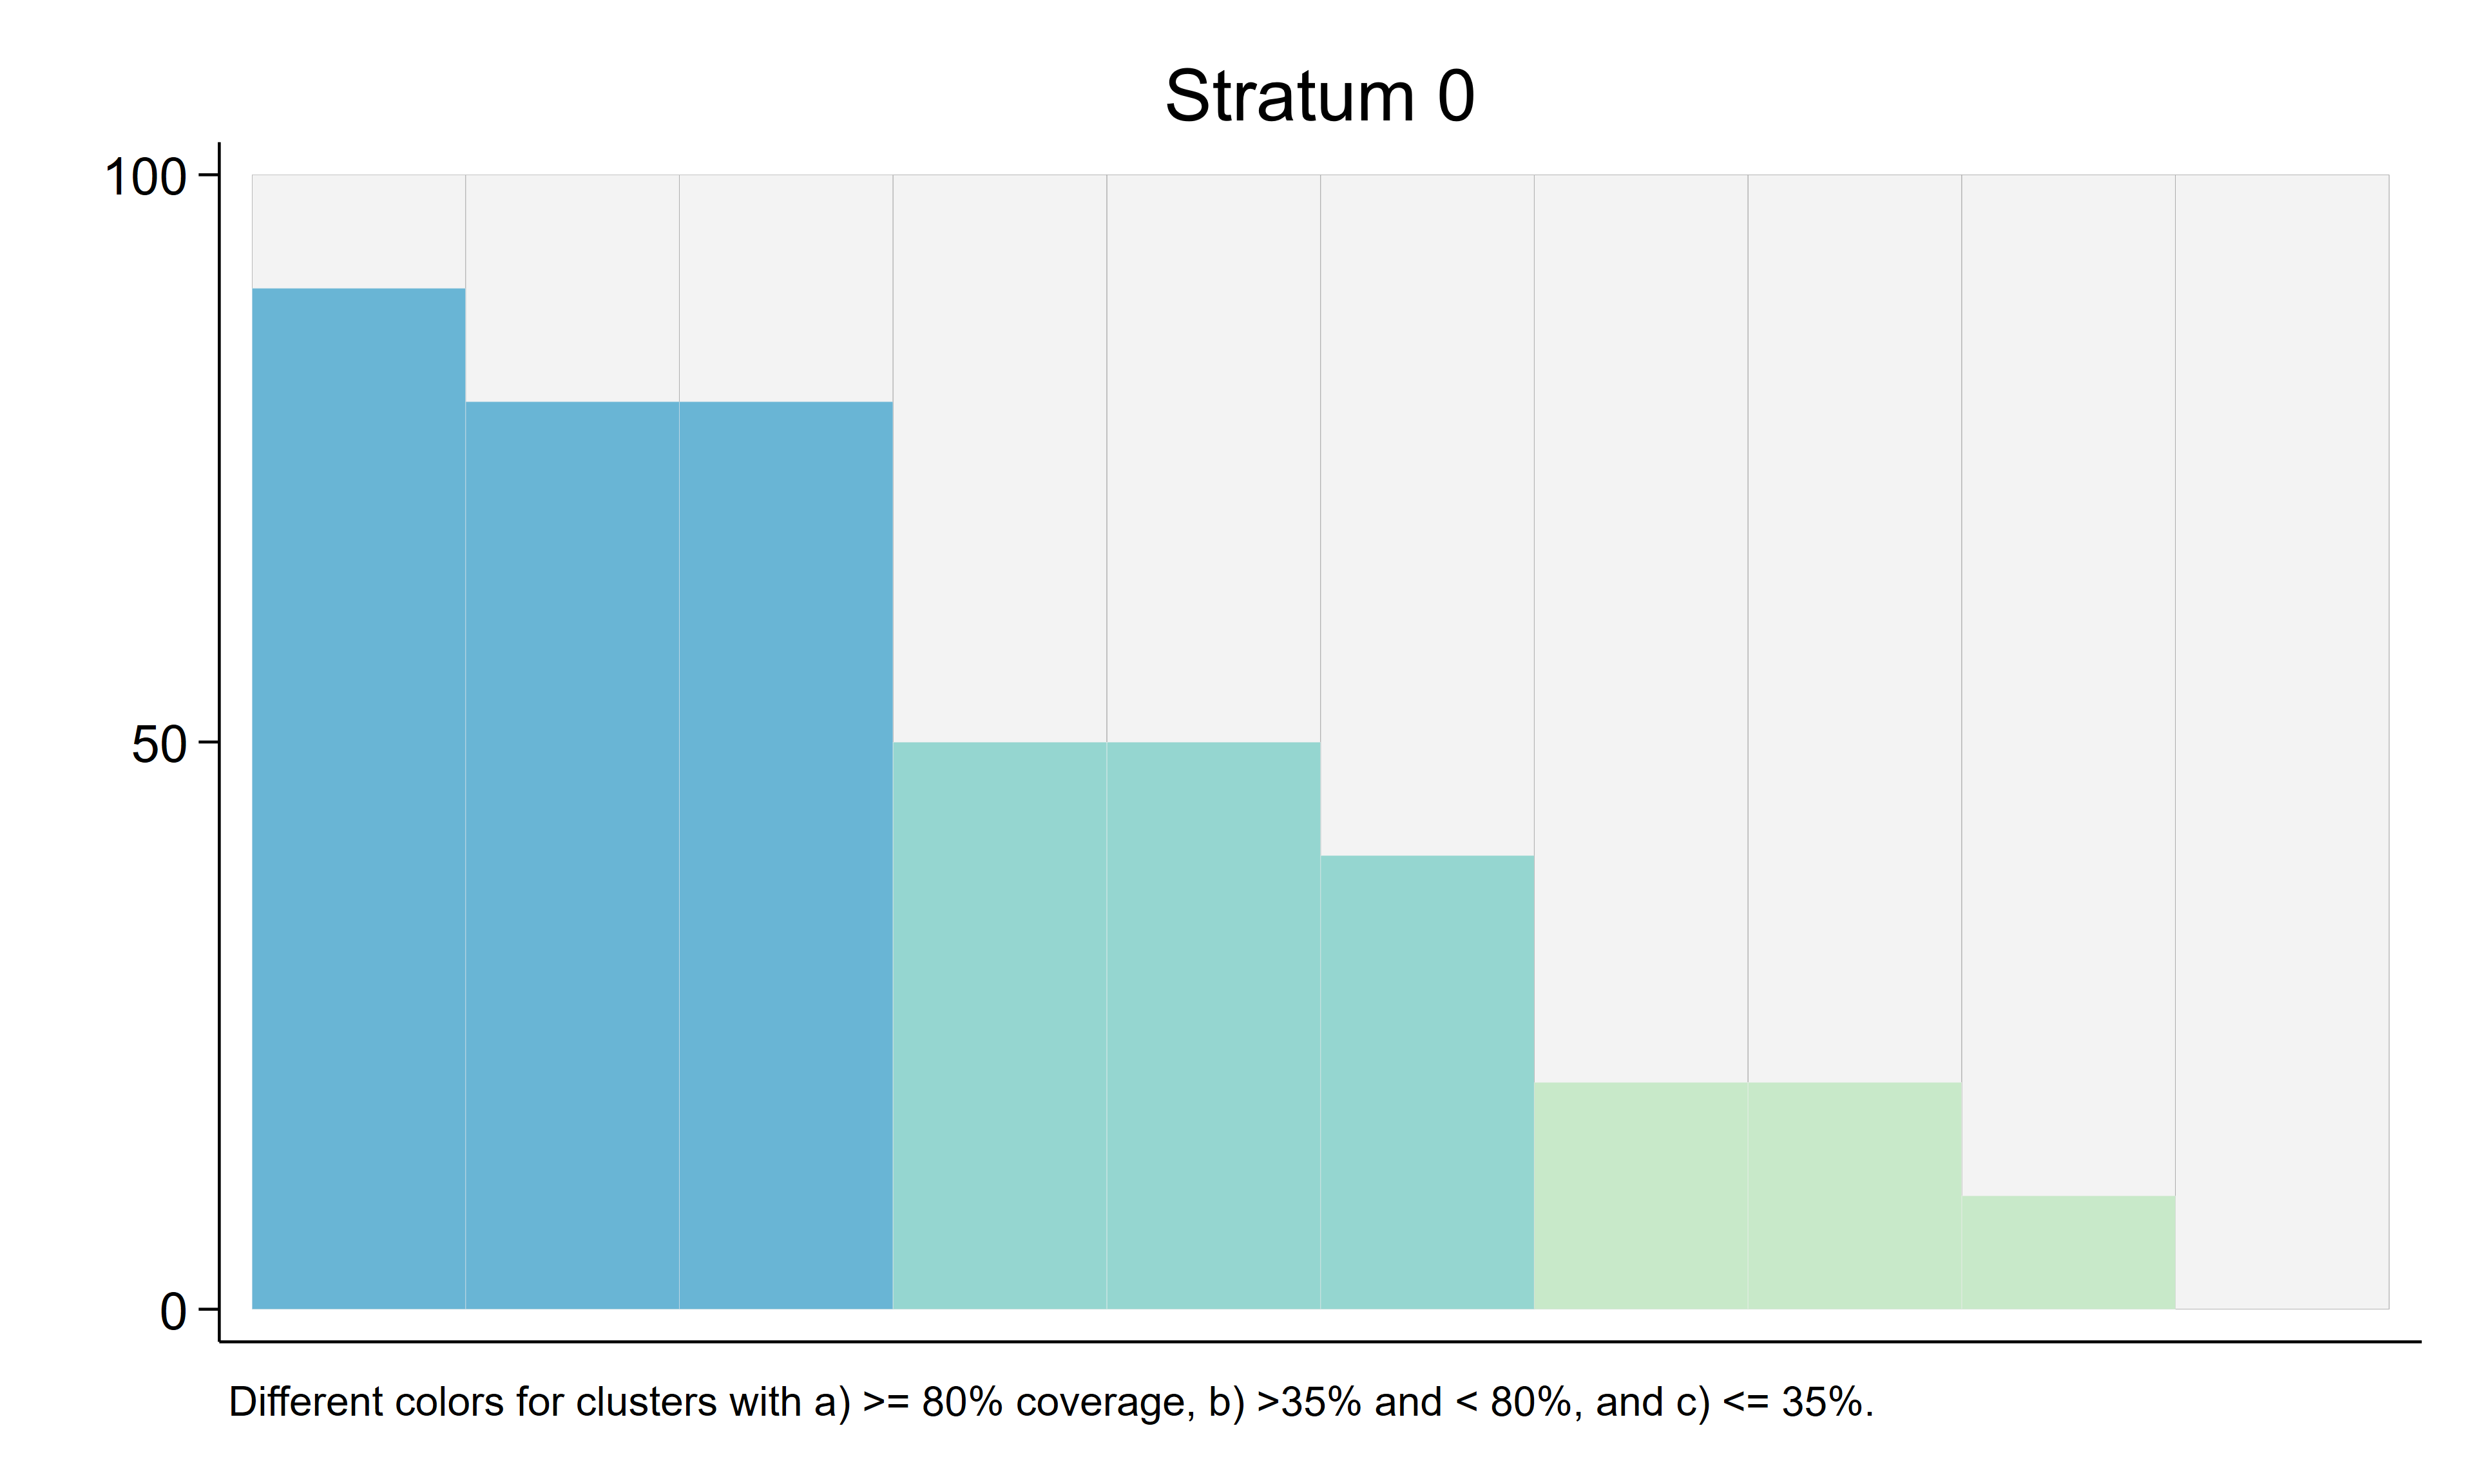 Stratum 0
100
50
0
Different colors for clusters with a) >= 80% coverage, b) >35% and < 80%, and c) <= 35%.